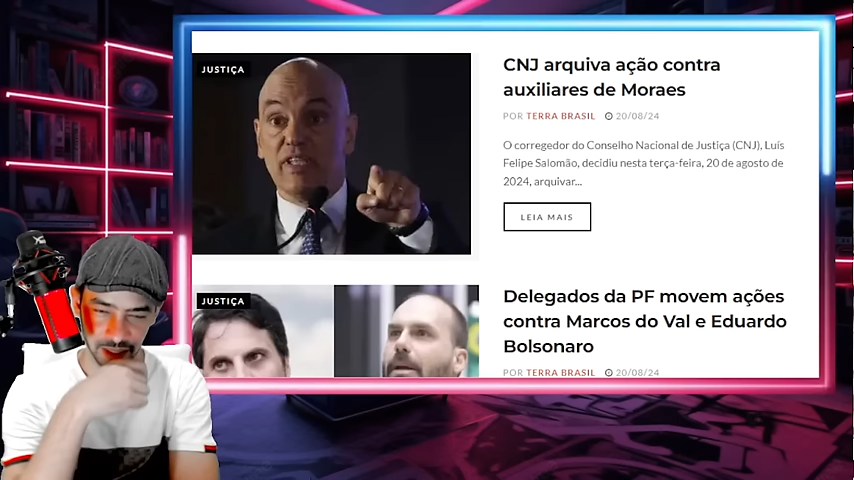 JUSTIÇA
CNJ arquiva ação contra
auxiliares de Moraes
POR TERRA BRASIL 20/08/24
O corregedor do Conselho Nacional de Justiça (CNJ), Luís
Felipe Salomão, decidiu nesta terça-feira, 20 de agosto de
2024, arquivar...
LEIA MAIS
JUSTIÇA
Delegados da PF movem ações
contra Marcos do Val e Eduardo
Bolsonaro
POR TERRA BRASIL 20/08/24